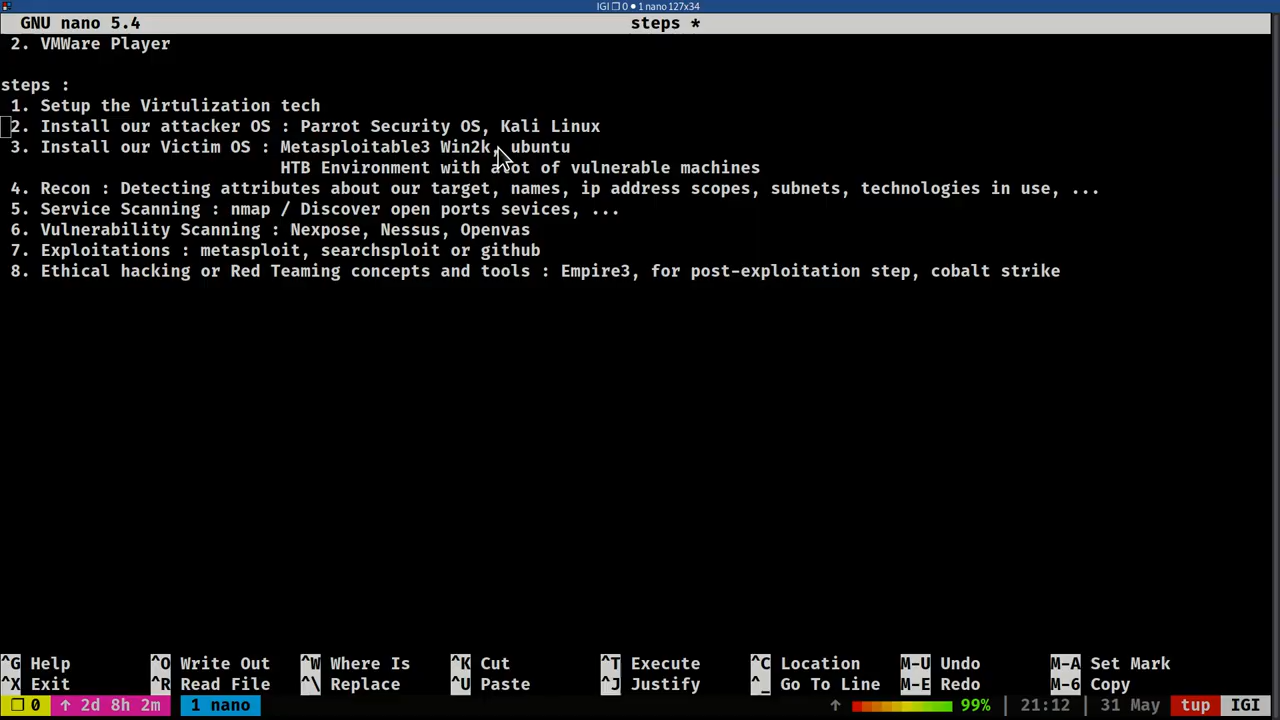 IGI ❐ 0 ● 1 nano 127x34
GNU nano 5.4 steps *
2. VMWare Player
steps :
1. Setup the Virtulization tech
2. Install our attacker OS : Parrot Security OS, Kali Linux
3. Install our Victim OS : Metasploitable3 Win2k, ubuntu
HTB Environment with a lot of vulnerable machines
4. Recon : Detecting attributes about our target, names, ip address scopes, subnets, technologies in use, ...
5. Service Scanning : nmap / Discover open ports sevices, ...
6. Vulnerability Scanning : Nexpose, Nessus, Openvas
7. Exploitations : metasploit, searchsploit or github
8. Ethical hacking or Red Teaming concepts and tools : Empire3, for post-exploitation step, cobalt strike
^G Help ^O Write Out ^W Where Is ^K Cut ^T Execute ^C Location M-U Undo M-A Set Mark
^X Exit ^R Read File ^\ Replace ^U Paste ^J Justify ^_ Go To Line M-E Redo M-6 Copy
❐ 0 ↑ 2d 8h 2m 1 nano ↑ 99% | 21:12 | 31 May tup IGI